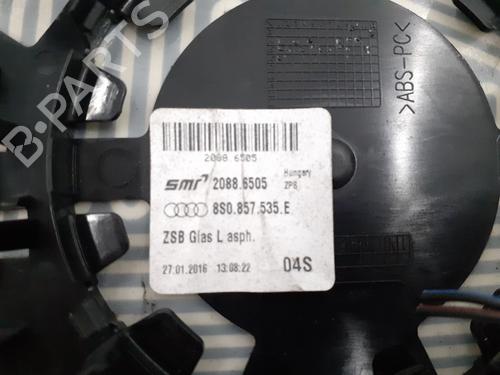 B-PARTS
>ABS-PC<
2088 6505
smr 2088.6505
Hungary
ZPS
8S0.857.535.E
ZSB Glas L asph.
27.01.2016 13:08:22 04S